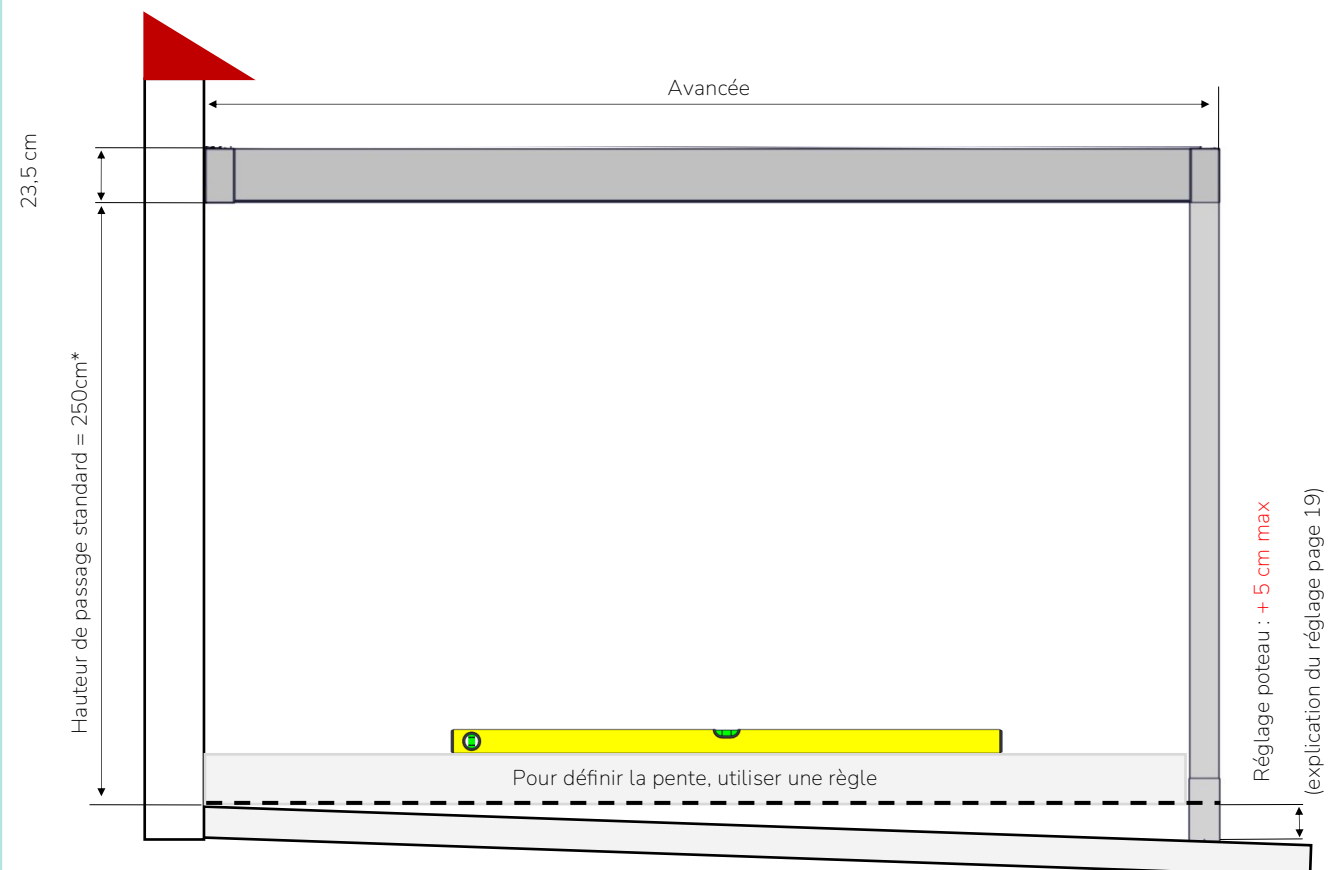 Avancée
23,5 cm
Hauteur de passage standard = 250cm*
Pour définir la pente, utiliser une règle
Réglage poteau : + 5 cm max
(explication du réglage page 19)